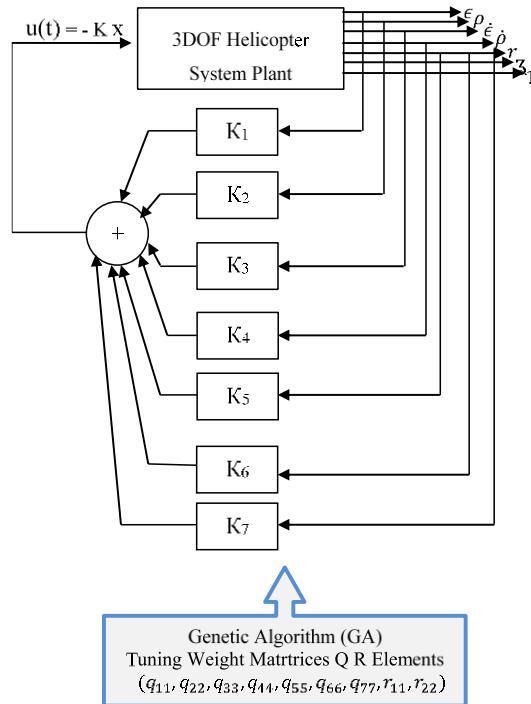 u(t) = - K x
3DOF Helicopter
System Plant
ϵ
ρ
ϵ̇
ρ̇
r
K1
K2
K3
+
K4
K5
K6
K7
Genetic Algorithm (GA)
Tuning Weight Matrtrices Q R Elements
(q11, q22, q33, q44, q55, q66, q77, r11, r22)